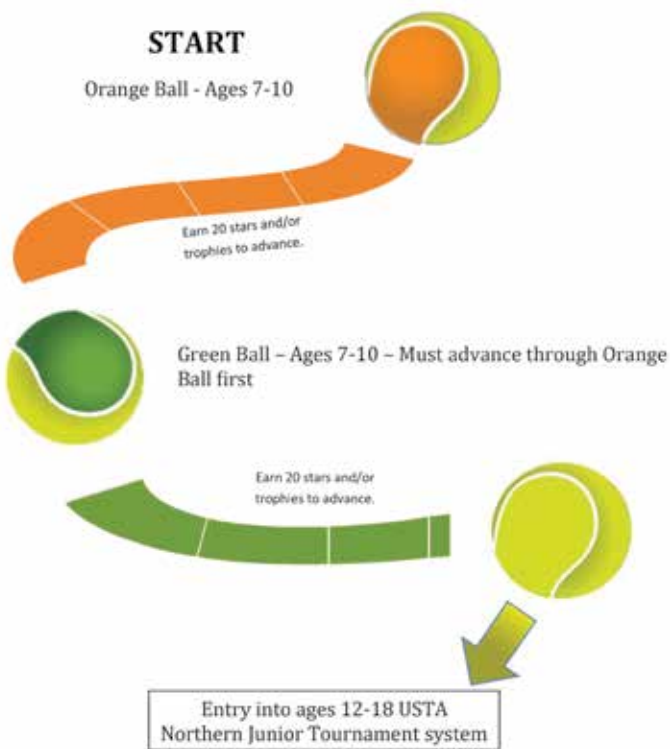 START
Orange Ball - Ages 7-10
Earn 20 stars and/or
trophies to advance.
Green Ball – Ages 7-10 – Must advance through Orange
Ball first
Earn 20 stars and/or
trophies to advance.
Entry into ages 12-18 USTA
Northern Junior Tournament system